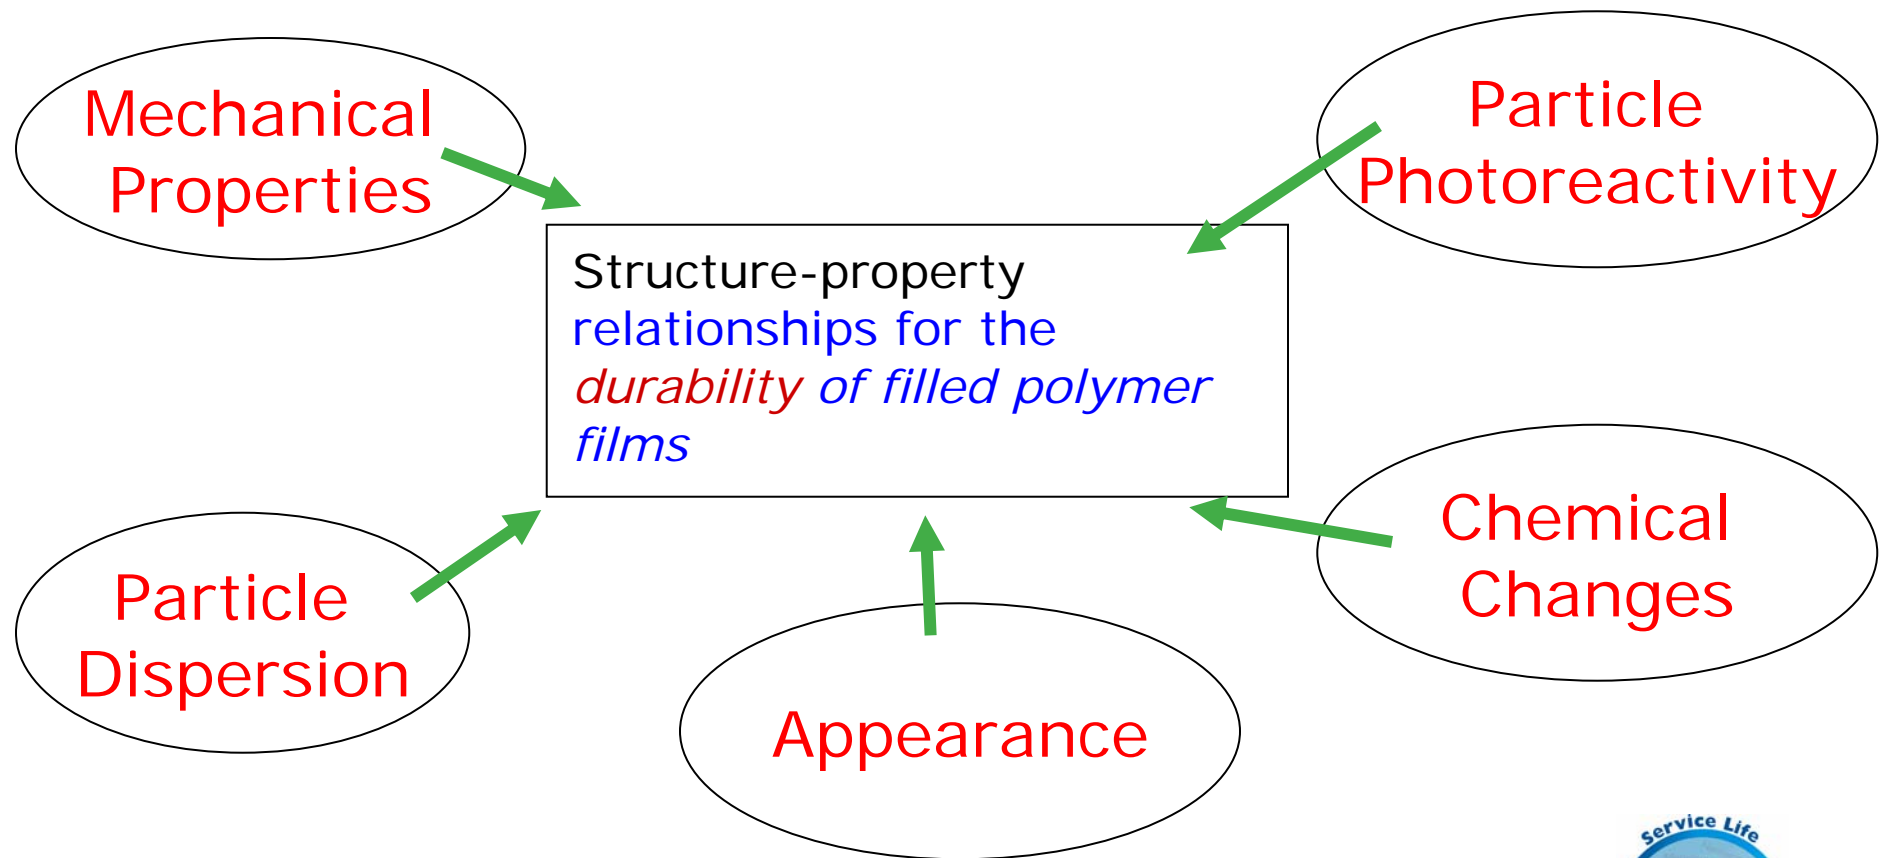 Mechanical
Properties
Particle
Photoreactivity
Structure-property
relationships for the
durability of filled polymer
films
Particle
Dispersion
Appearance
Chemical
Changes
Service Life